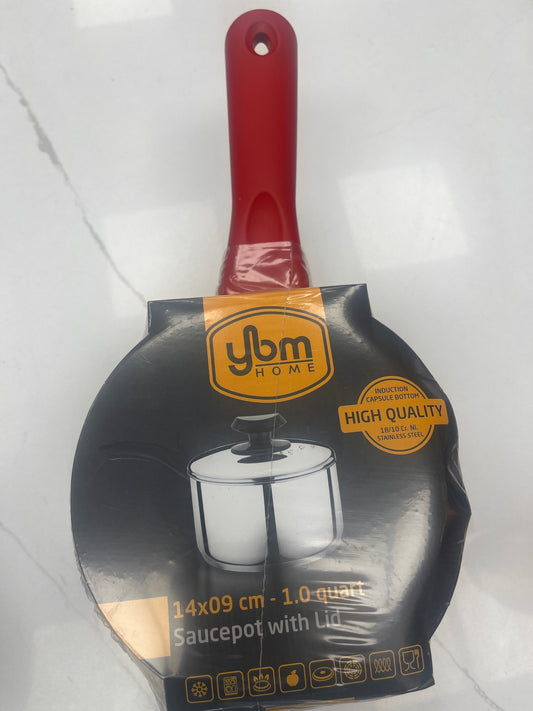 ybm
HOME
INDUCTION
CAPSULE BOTTOM
HIGH QUALITY
18/10 Cr. Ni.
STAINLESS STEEL
14x09 cm - 1.0 quart
Saucepot with Lid